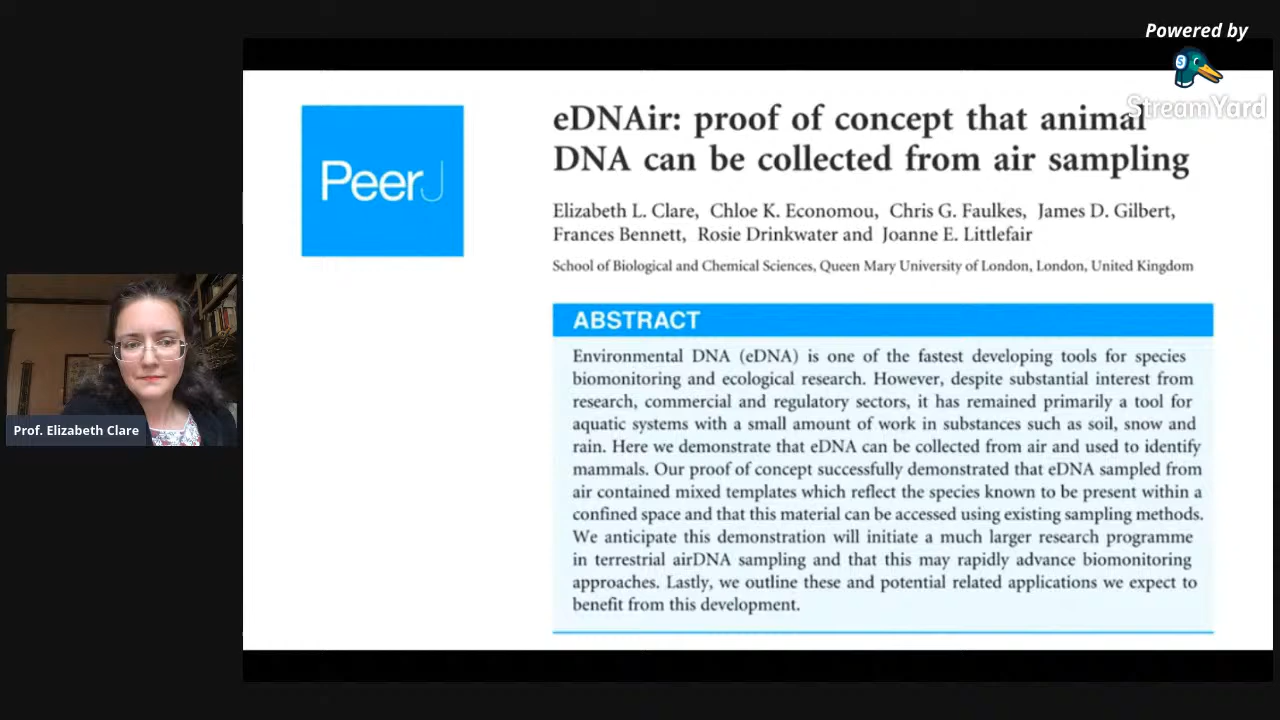 Powered by
StreamYard
PeerJ
eDNAir: proof of concept that animal
DNA can be collected from air sampling
Elizabeth L. Clare, Chloe K. Economou, Chris G. Faulkes, James D. Gilbert,
Frances Bennett, Rosie Drinkwater and Joanne E. Littlefair
School of Biological and Chemical Sciences, Queen Mary University of London, London, United Kingdom
ABSTRACT
Environmental DNA (eDNA) is one of the fastest developing tools for species
biomonitoring and ecological research. However, despite substantial interest from
research, commercial and regulatory sectors, it has remained primarily a tool for
aquatic systems with a small amount of work in substances such as soil, snow and
rain. Here we demonstrate that eDNA can be collected from air and used to identify
mammals. Our proof of concept successfully demonstrated that eDNA sampled from
air contained mixed templates which reflect the species known to be present within a
confined space and that this material can be accessed using existing sampling methods.
We anticipate this demonstration will initiate a much larger research programme
in terrestrial airDNA sampling and that this may rapidly advance biomonitoring
approaches. Lastly, we outline these and potential related applications we expect to
benefit from this development.
Prof. Elizabeth Clare